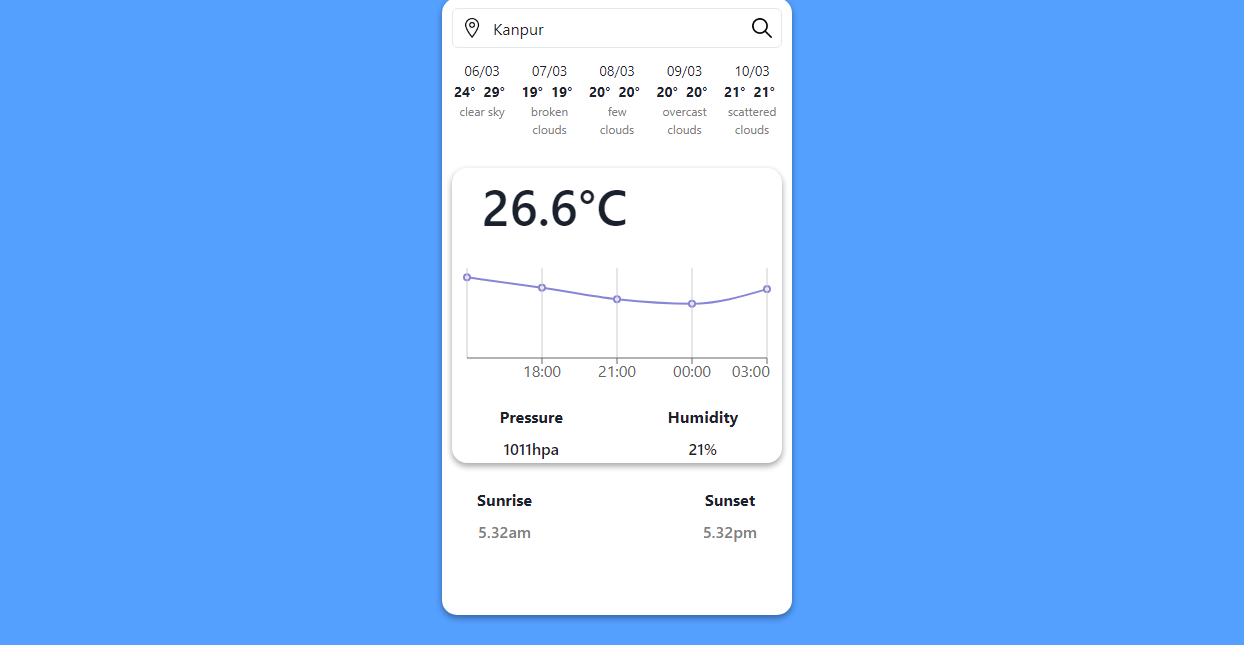 Kanpur
06/03 07/03 08/03 09/03 10/03
24° 29° 19° 19° 20° 20° 20° 20° 21° 21°
clear sky broken few overcast scattered
clouds clouds clouds clouds
26.6°C
18:00 21:00 00:00 03:00
Pressure Humidity
1011hpa 21%
Sunrise Sunset
5.32am 5.32pm